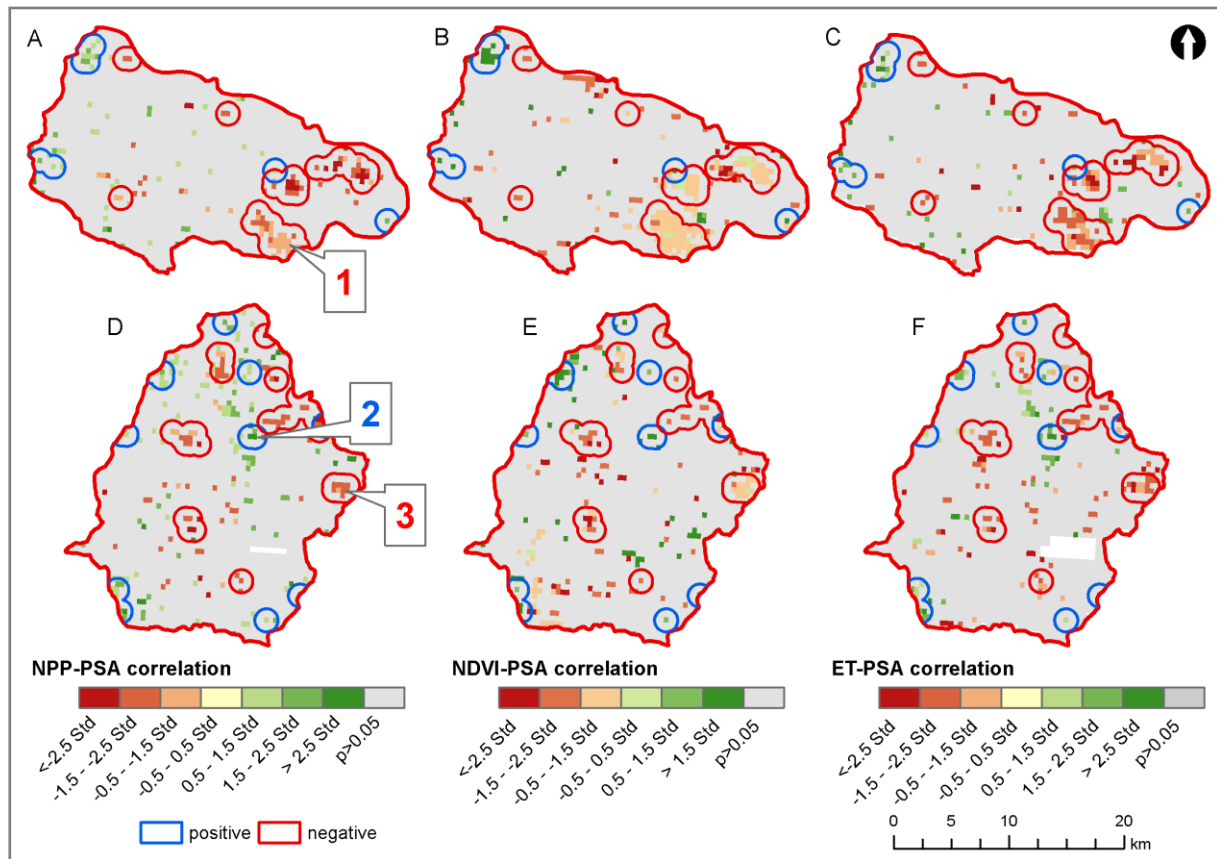 A
B
C
1
D
E
F
2
3
NPP-PSA correlation
<-2.5 Std
-1.5 - -2.5 Std
-0.5 - -1.5 Std
-0.5 - 0.5 Std
0.5 - 1.5 Std
1.5 - 2.5 Std
> 2.5 Std
p>0.05
NDVI-PSA correlation
<-2.5 Std
-1.5 - -2.5 Std
-0.5 - -1.5 Std
-0.5 - 0.5 Std
0.5 - 1.5 Std
> 1.5 Std
p>0.05
ET-PSA correlation
<-2.5 Std
-1.5 - -2.5 Std
-0.5 - -1.5 Std
-0.5 - 0.5 Std
0.5 - 1.5 Std
1.5 - 2.5 Std
> 2.5 Std
p>0.05
positive
negative
0 5 10 20
km